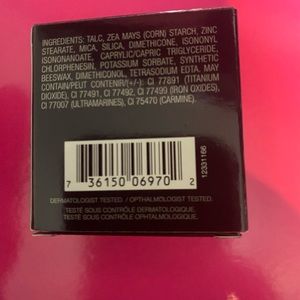 INGREDIENTS: TALC, ZEA MAYS (CORN) STARCH, ZINC
STEARATE, MICA, SILICA, DIMETHICONE, ISONONYL
ISONONANOATE, CAPRYLIC/CAPRIC TRIGLYCERIDE,
CHLORPHENESIN, POTASSIUM SORBATE, SYNTHETIC
BEESWAX, DIMETHICONOL, TETRASODIUM EDTA, MAY
CONTAIN/PEUT CONTENIR/(+/-): CI 77891 (TITANIUM
DIOXIDE), CI 77491, CI 77492, CI 77499 (IRON OXIDES),
CI 77007 (ULTRAMARINES), CI 75470 (CARMINE).
7 36150 06970 2
12331166
DERMATOLOGIST TESTED / OPTHALMOLOGIST TESTED.
TESTÉ SOUS CONTRÔLE DERMATOLOGIQUE.
TESTÉ SOUS CONTRÔLE OPHTALMOLOGIQUE.